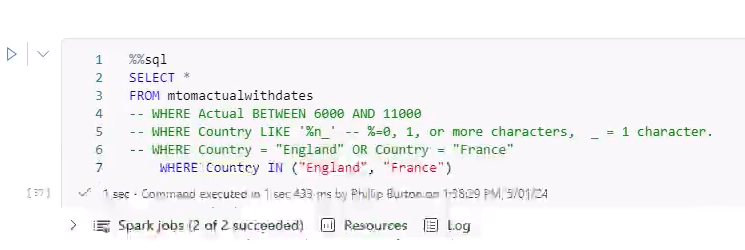 1 %%sql
2 SELECT *
3 FROM mtomactualwithdates
4 -- WHERE Actual BETWEEN 6000 AND 11000
5 -- WHERE Country LIKE '%n_' -- %=0, 1, or more characters, _ = 1 character.
6 -- WHERE Country = "England" OR Country = "France"
7 WHERE Country IN ("England", "France")
[37] 1 sec - Command executed in 1 sec 433 ms by Phillip Burton on 1:38:29 PM, 5/01/24
Spark jobs (2 of 2 succeeded) Resources Log